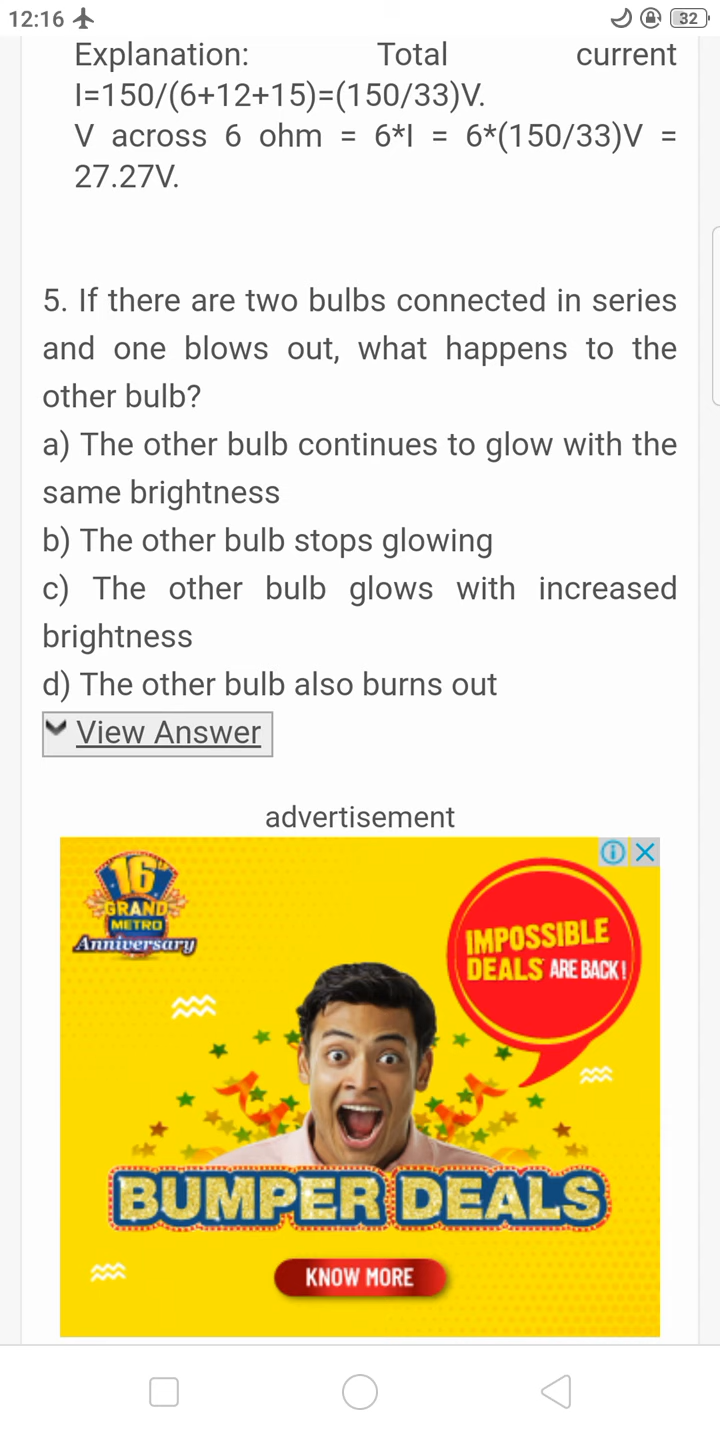 12:16
32
Explanation: Total current
I=150/(6+12+15)=(150/33)V.
V across 6 ohm = 6*I = 6*(150/33)V =
27.27V.
5. If there are two bulbs connected in series
and one blows out, what happens to the
other bulb?
a) The other bulb continues to glow with the
same brightness
b) The other bulb stops glowing
c) The other bulb glows with increased
brightness
d) The other bulb also burns out
View Answer
advertisement
16
GRAND
METRO
Anniversary
IMPOSSIBLE
DEALS ARE BACK!
BUMPER DEALS
KNOW MORE